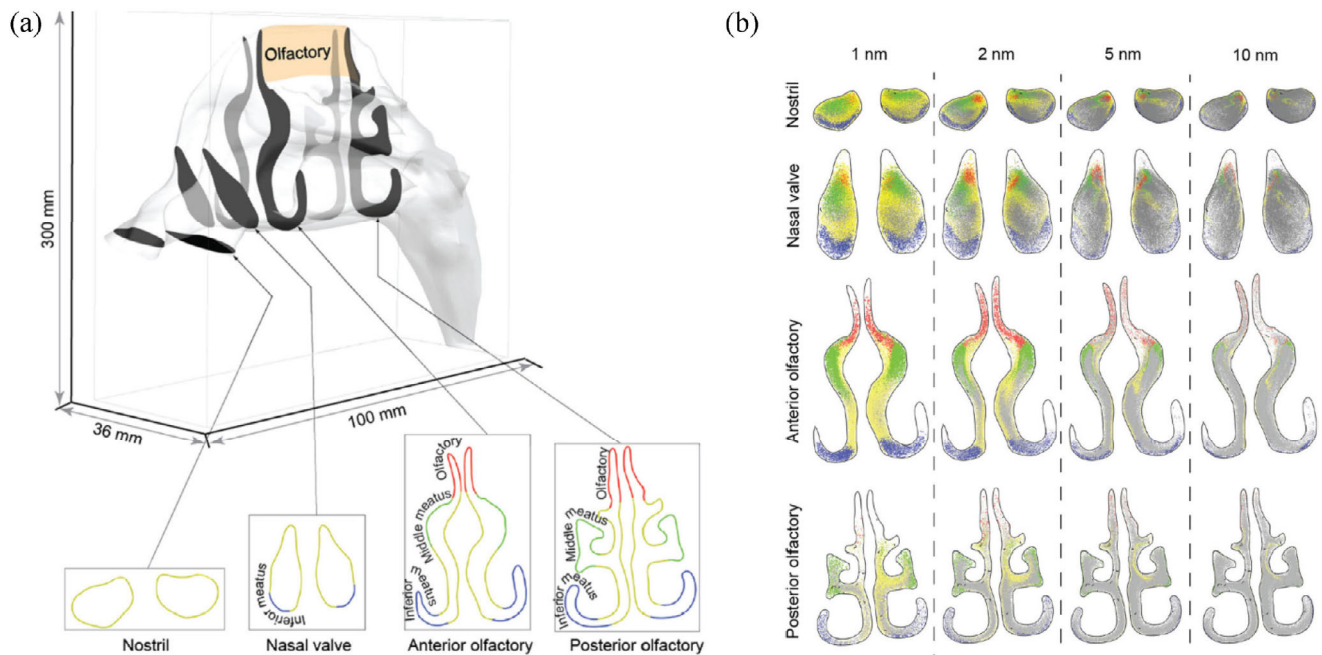 (a)
Olfactory
300 mm
36 mm
100 mm
Nostril
Inferior meatus
Nasal valve
Olfactory
Middle meatus
Inferior meatus
Anterior olfactory
Olfactory
Middle meatus
Inferior meatus
Posterior olfactory
(b)
1 nm
2 nm
5 nm
10 nm
Nostril
Nasal valve
Anterior olfactory
Posterior olfactory